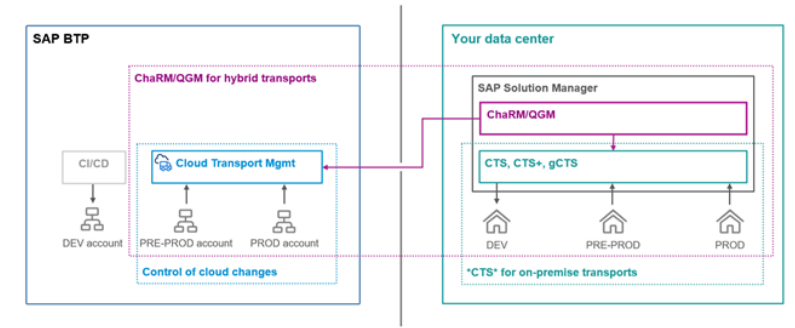 SAP BTP
Your data center
ChaRM/QGM for hybrid transports
SAP Solution Manager
ChaRM/QGM
CI/CD
Cloud Transport Mgmt
CTS, CTS+, gCTS
DEV account
PRE-PROD account
PROD account
DEV
PRE-PROD
PROD
Control of cloud changes
*CTS* for on-premise transports